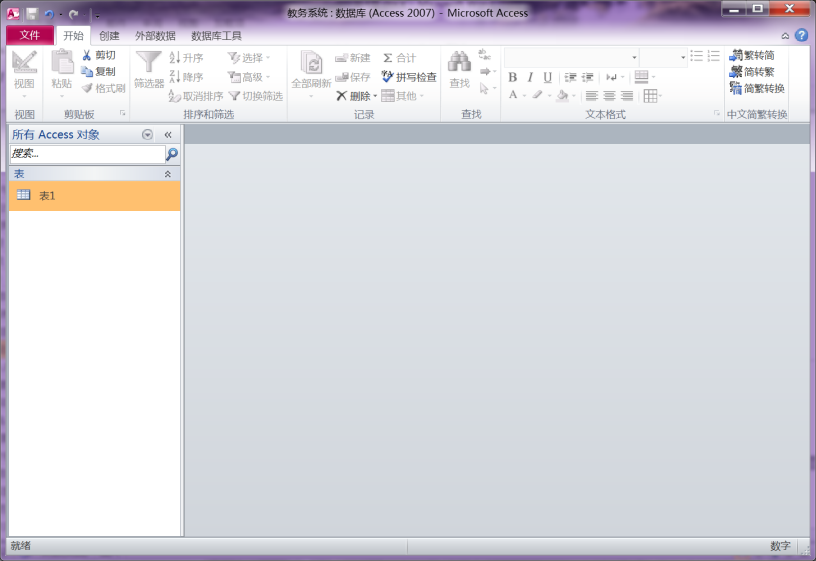 教务系统 : 数据库 (Access 2007) - Microsoft Access
文件 开始 创建 外部数据 数据库工具
视图
视图
粘贴
剪切
复制
格式刷
剪贴板
筛选器
升序
降序
取消排序
选择
高级
切换筛选
排序和筛选
全部刷新
新建
保存
删除
合计
拼写检查
其他
记录
查找
查找
B I U
A
文本格式
繁转简
简转繁
简繁转换
中文简繁转换
所有 Access 对象
搜索...
表
表1
就绪
数字